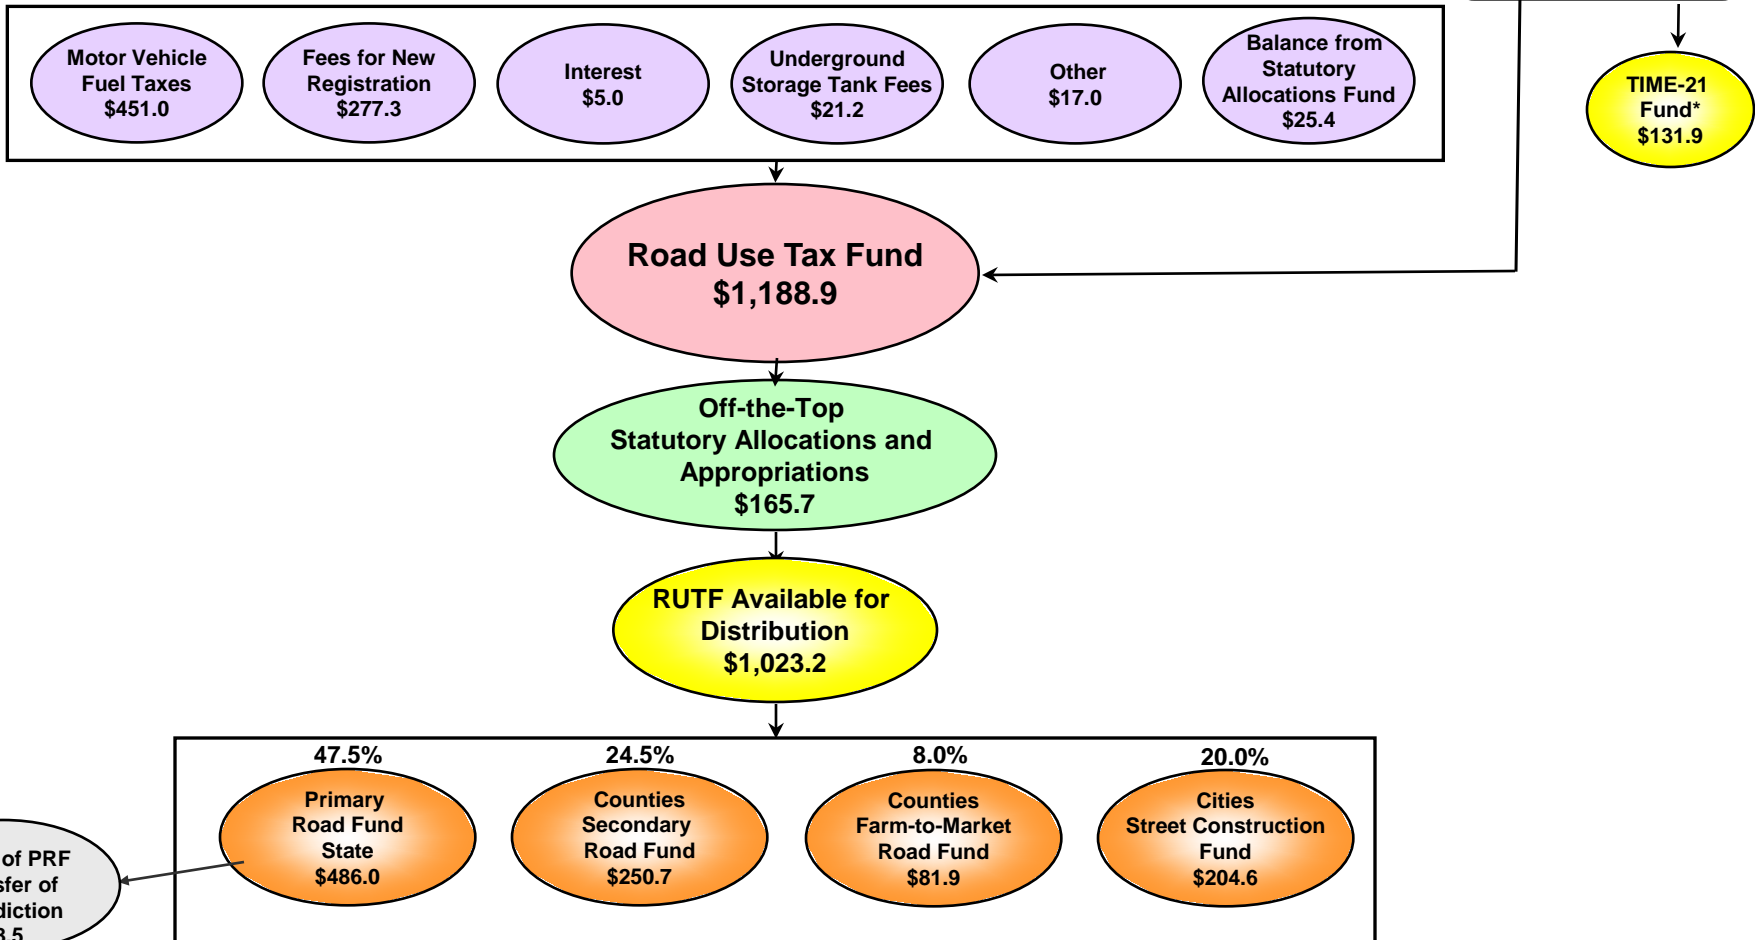 Motor Vehicle
Fuel Taxes
$451.0
Fees for New
Registration
$277.3
Interest
$5.0
Underground
Storage Tank Fees
$21.2
Other
$17.0
Balance from
Statutory
Allocations Fund
$25.4
TIME-21
Fund*
$131.9
Road Use Tax Fund
$1,188.9
Off-the-Top
Statutory Allocations and
Appropriations
$165.7
RUTF Available for
Distribution
$1,023.2
47.5%
Primary
Road Fund
State
$486.0
24.5%
Counties
Secondary
Road Fund
$250.7
8.0%
Counties
Farm-to-Market
Road Fund
$81.9
20.0%
Cities
Street Construction
Fund
$204.6
of PRF
of